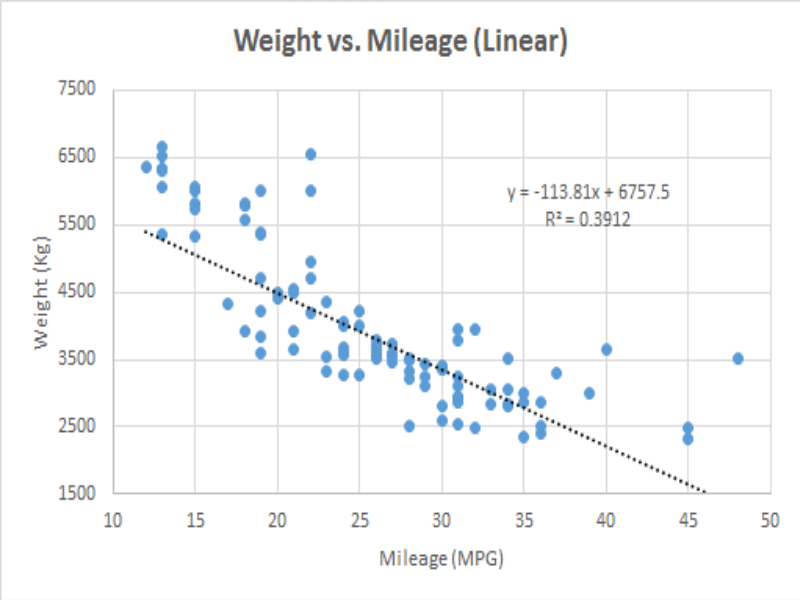 Weight vs. Mileage (Linear)
7500
6500
5500
4500
3500
2500
1500
Weight (Kg)
y = -113.81x + 6757.5
R² = 0.3912
10 15 20 25 30 35 40 45 50
Mileage (MPG)